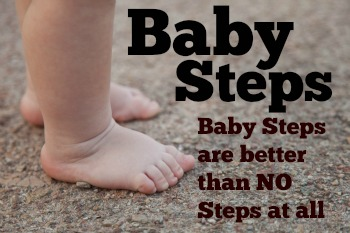 Baby
Steps
Baby Steps
are better
than NO
Steps at all